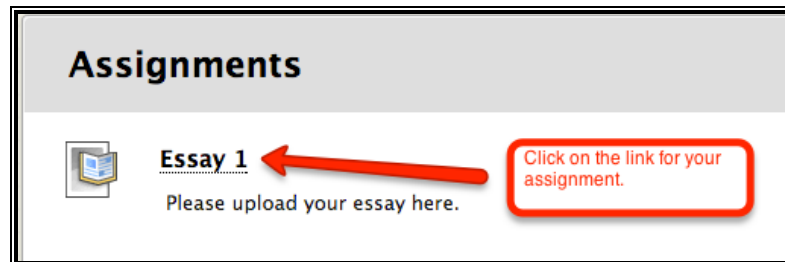 Assignments
Essay 1
Click on the link for your
assignment.
Please upload your essay here.